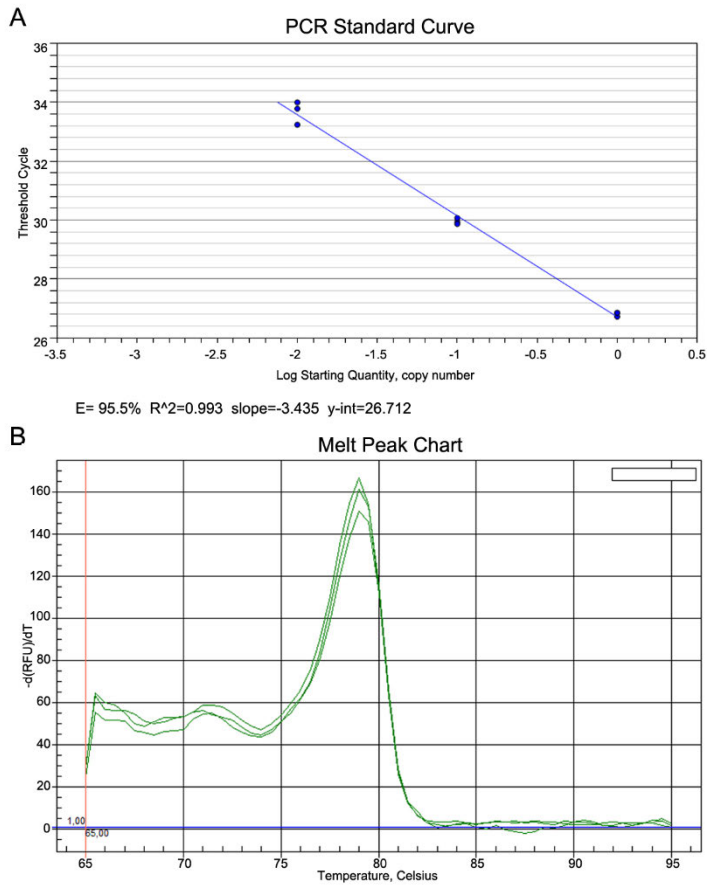 A
PCR Standard Curve
36
34
32
30
28
26
Threshold Cycle
-3.5 -3 -2.5 -2 -1.5 -1 -0.5 0 0.5
Log Starting Quantity, copy number
E= 95.5% R^2=0.993 slope=-3.435 y-int=26.712
B
Melt Peak Chart
160
140
120
100
80
60
40
20
0
-d(RFU)/dT
1,00
65,00
65 70 75 80 85 90 95
Temperature, Celsius